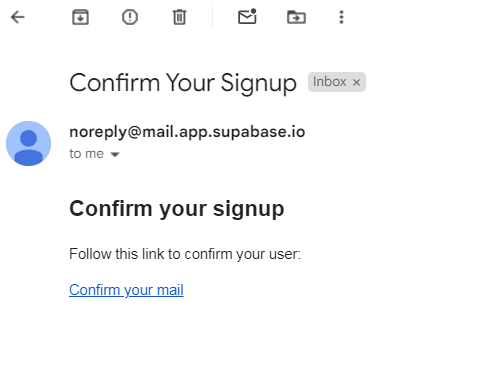 Confirm Your Signup Inbox ×
noreply@mail.app.supabase.io
to me
Confirm your signup
Follow this link to confirm your user:
Confirm your mail